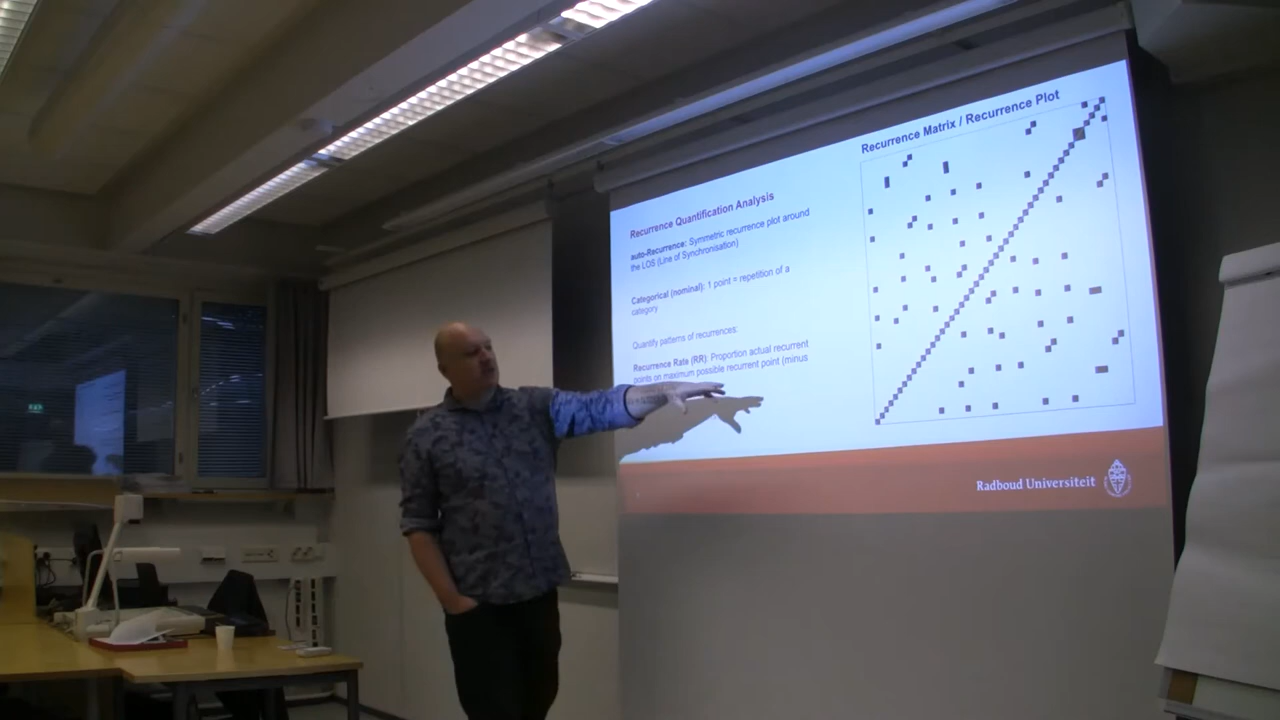 Recurrence Matrix / Recurrence Plot
Recurrence Quantification Analysis
auto-Recurrence: Symmetric recurrence plot around
the LOS (Line of Synchronisation)
Categorical (nominal): 1 point = repetition of a
category
Quantify patterns of recurrences:
Recurrence Rate (RR): Proportion actual recurrent
points on maximum possible recurrent point (minus
Radboud Universiteit